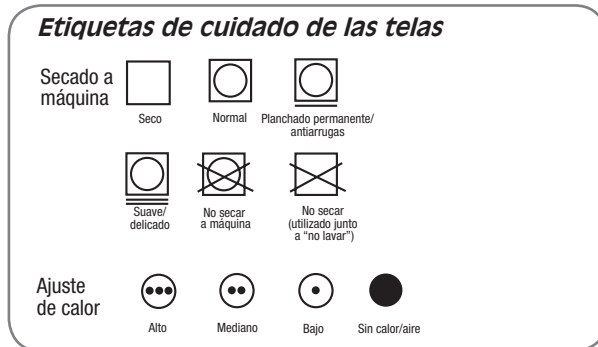 Etiquetas de cuidado de las telas
Secado a
máquina
Seco
Normal
Planchado permanente/
antiarrugas
Suave/
delicado
No secar
a máquina
No secar
(utilizado junto
a "no lavar")
Ajuste
de calor
Alto
Mediano
Bajo
Sin calor/aire